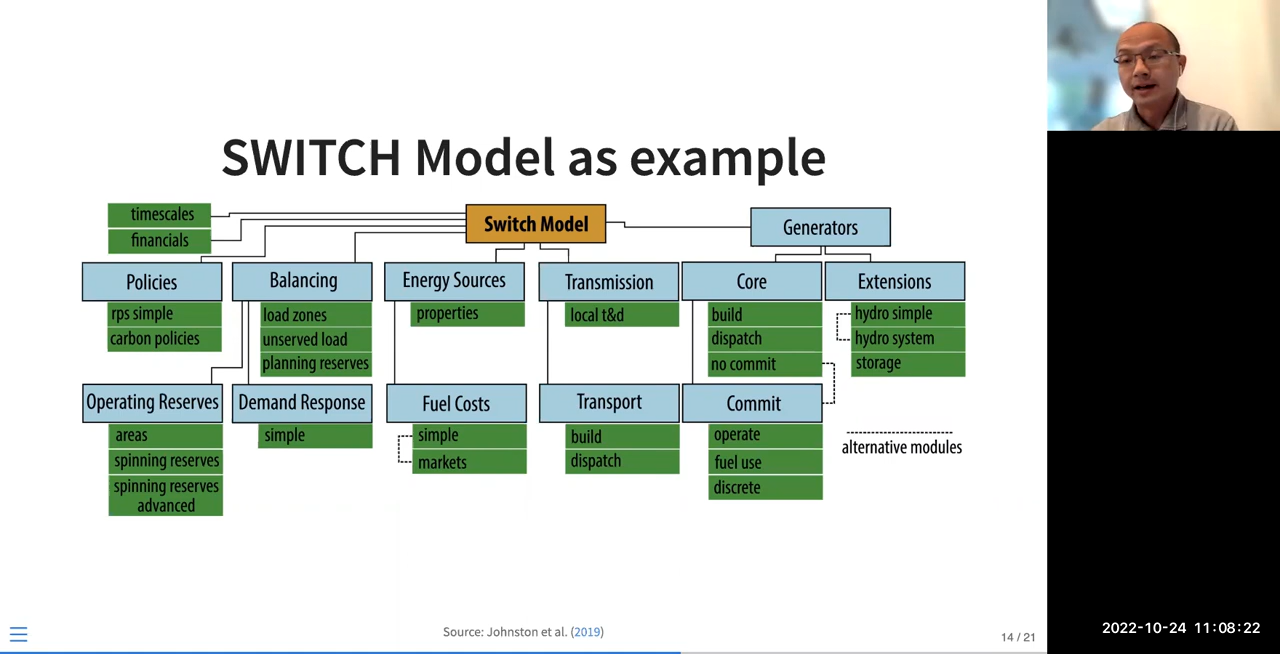 SWITCH Model as example
timescales
financials
Switch Model
Generators
Policies
rps simple
carbon policies
Balancing
load zones
unserved load
planning reserves
Energy Sources
properties
Transmission
local t&d
Core
build
dispatch
no commit
Extensions
hydro simple
hydro system
storage
Operating Reserves
areas
spinning reserves
spinning reserves
advanced
Demand Response
simple
Fuel Costs
simple
markets
Transport
build
dispatch
Commit
operate
fuel use
discrete
alternative modules
Source: Johnston et al. (2019)
14 / 21
2022-10-24 11:08:22